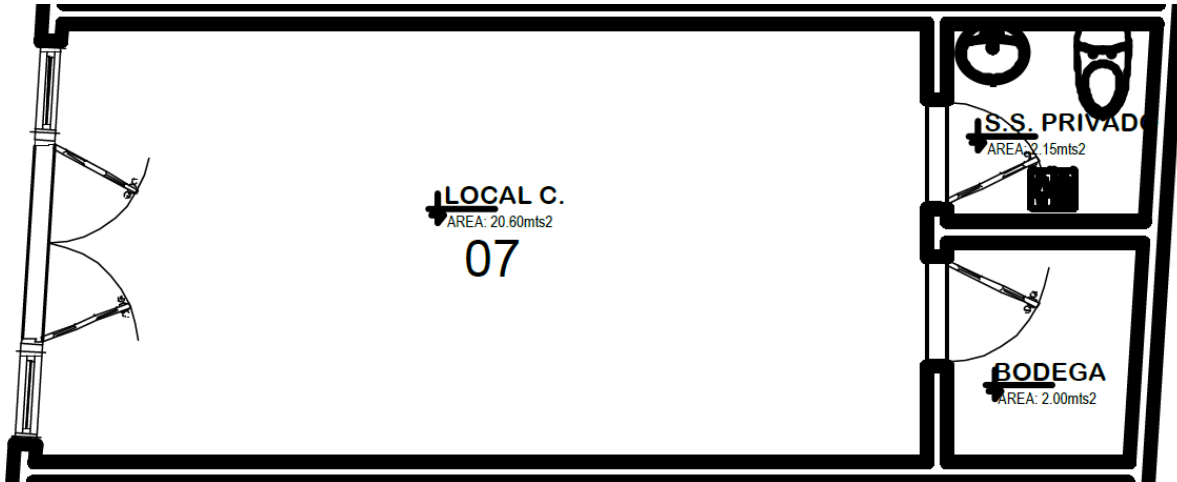 LOCAL C.
AREA: 20.60mts2
07
S.S. PRIVADO
AREA: 2.15mts2
BODEGA
AREA: 2.00mts2